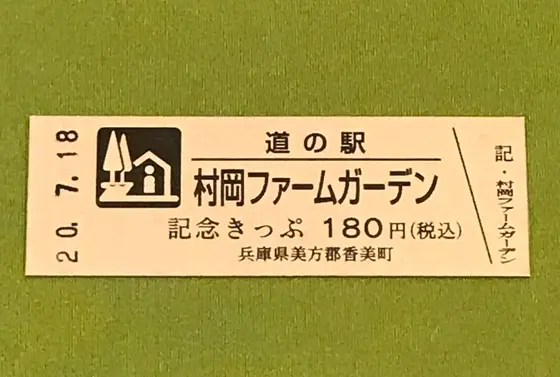 20. 7. 18
道の駅
村岡ファームガーデン
記念きっぷ 180円(税込)
兵庫県美方郡香美町
記・村岡ファームガーデン